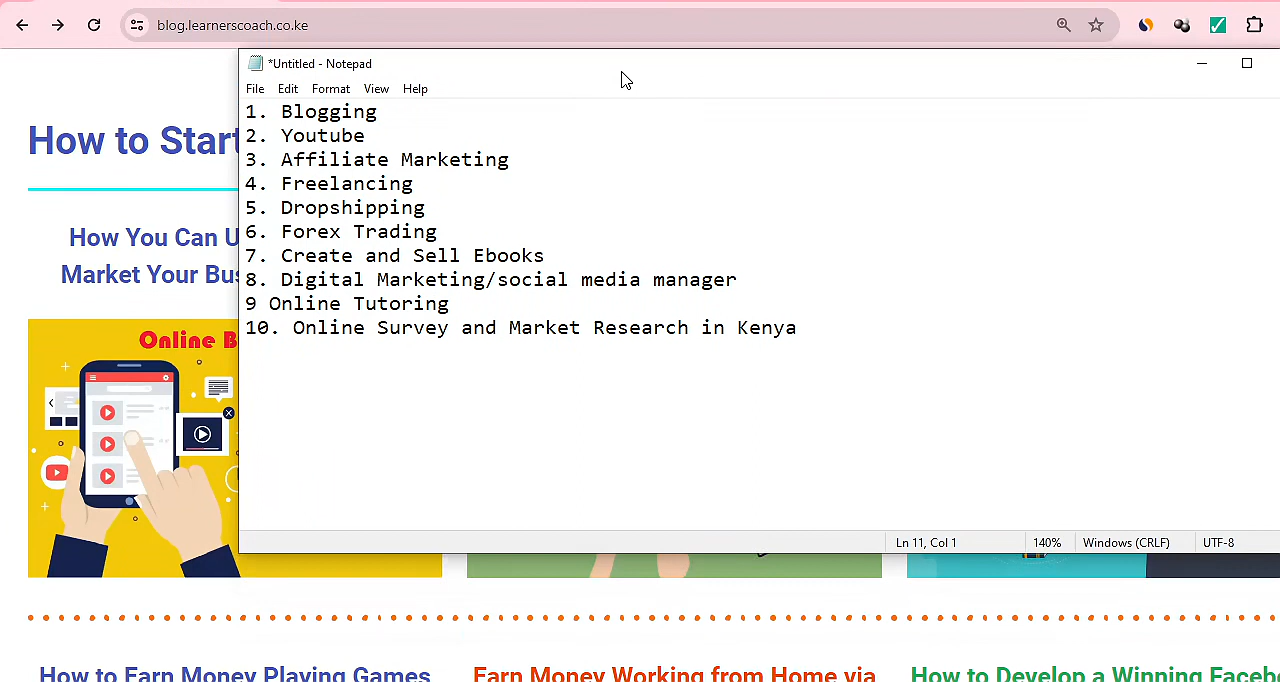 blog.learnerscoach.co.ke
*Untitled - Notepad
File Edit Format View Help
1. Blogging
2. Youtube
3. Affiliate Marketing
4. Freelancing
5. Dropshipping
6. Forex Trading
7. Create and Sell Ebooks
8. Digital Marketing/social media manager
9 Online Tutoring
10. Online Survey and Market Research in Kenya
Ln 11, Col 1 140% Windows (CRLF) UTF-8
How to Start
How You Can
Market Your
Online
How to Earn Money Playing Games
Earn Money Working from Home via
How to Develop a Winning